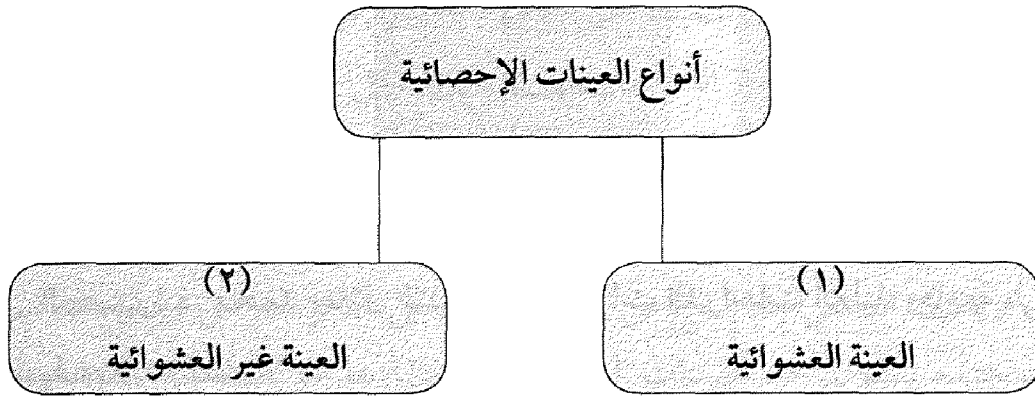 أنواع العينات الإحصائية
(١)
العينة العشوائية
(٢)
العينة غير العشوائية